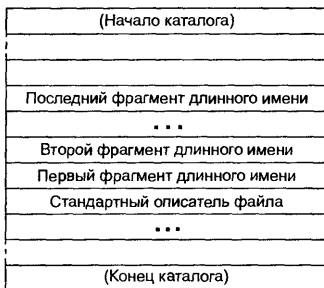 (Начало каталога)
Последний фрагмент длинного имени
...
Второй фрагмент длинного имени
Первый фрагмент длинного имени
Стандартный описатель файла
...
(Конец каталога)